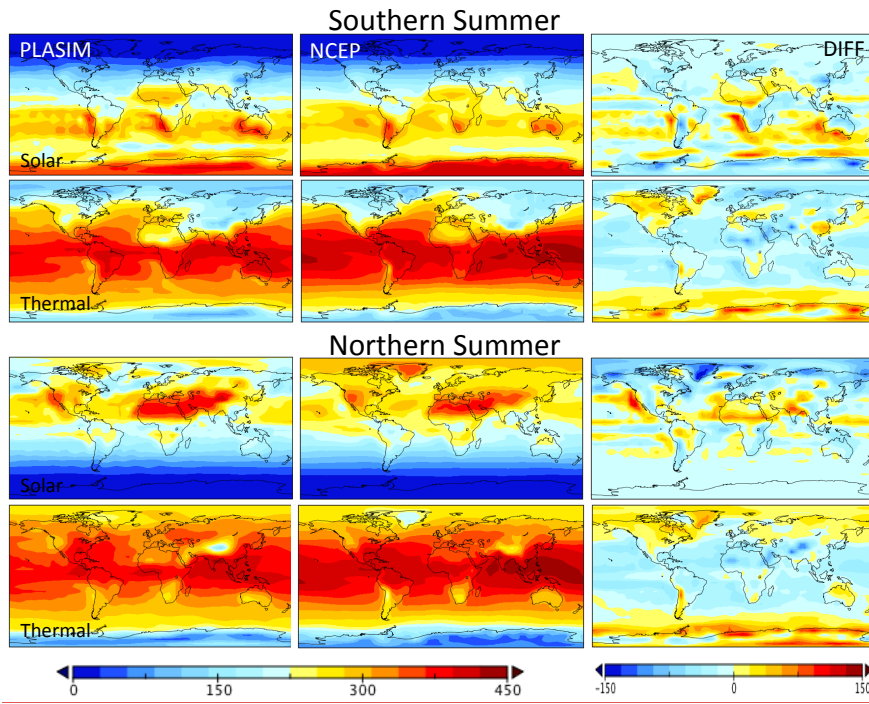 Southern Summer
PLASIM
NCEP
DIFF
Solar
Thermal
Northern Summer
Solar
Thermal
0 150 300 450
-150 0 150